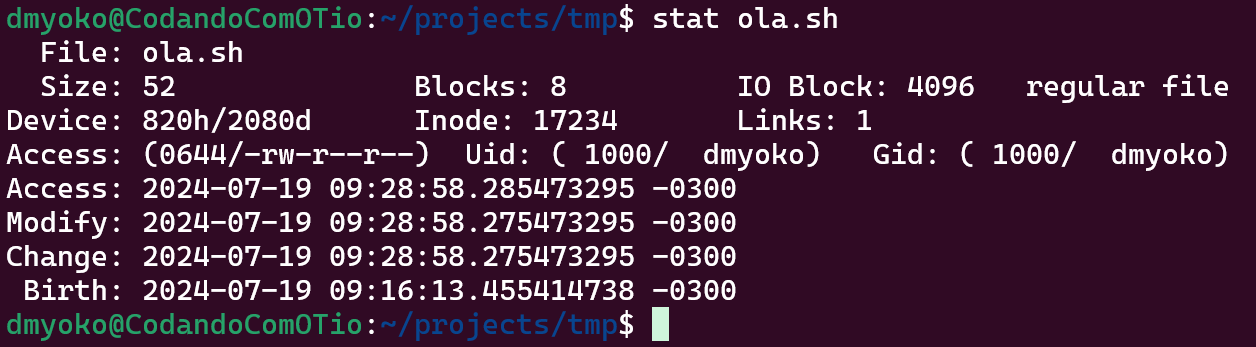 dmyoko@CodandoComOTio:~/projects/tmp$ stat ola.sh
  File: ola.sh
  Size: 52              Blocks: 8          IO Block: 4096   regular file
Device: 820h/2080d      Inode: 17234       Links: 1
Access: (0644/-rw-r--r--)  Uid: ( 1000/  dmyoko)   Gid: ( 1000/  dmyoko)
Access: 2024-07-19 09:28:58.285473295 -0300
Modify: 2024-07-19 09:28:58.275473295 -0300
Change: 2024-07-19 09:28:58.275473295 -0300
 Birth: 2024-07-19 09:16:13.455414738 -0300
dmyoko@CodandoComOTio:~/projects/tmp$